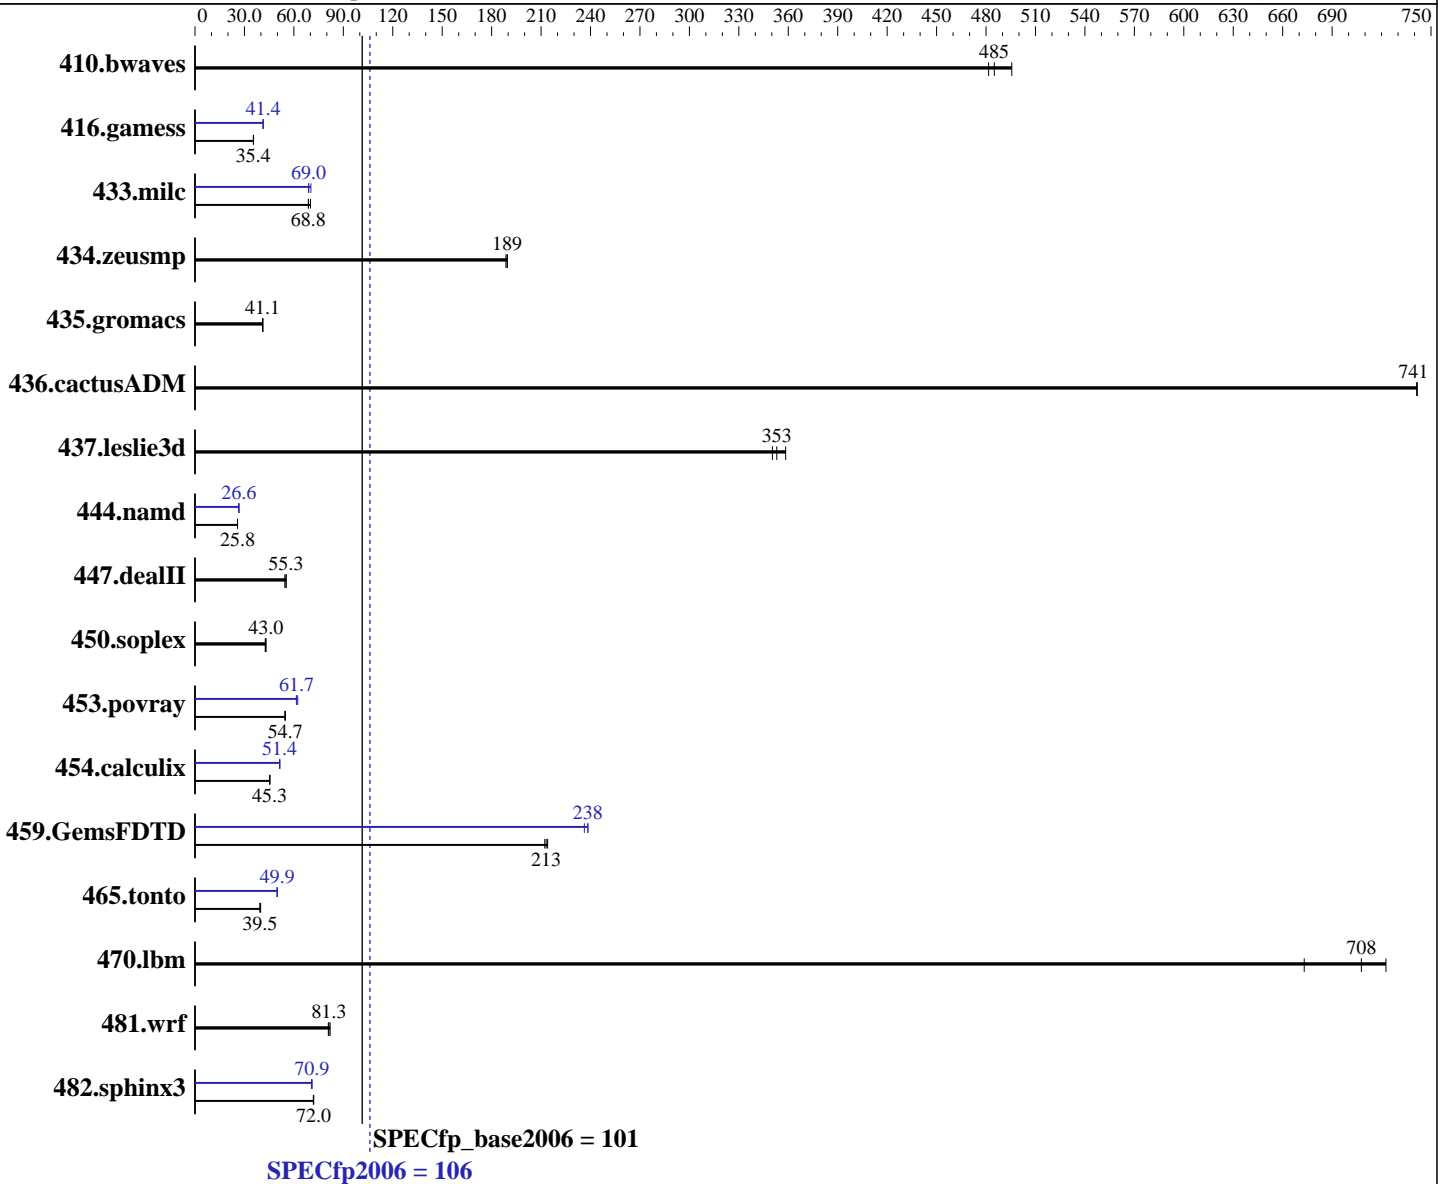 0 30.0 60.0 90.0 120 150 180 210 240 270 300 330 360 390 420 450 480 510 540 570 600 630 660 690 750
485
410.bwaves
41.4
416.gamess
35.4
69.0
433.milc
68.8
189
434.zeusmp
41.1
435.gromacs
741
436.cactusADM
353
437.leslie3d
26.6
444.namd
25.8
55.3
447.dealII
43.0
450.soplex
61.7
453.povray
54.7
51.4
454.calculix
45.3
238
459.GemsFDTD
213
49.9
465.tonto
39.5
708
470.lbm
81.3
481.wrf
70.9
482.sphinx3
72.0
SPECfp_base2006 = 101
SPECfp2006 = 106